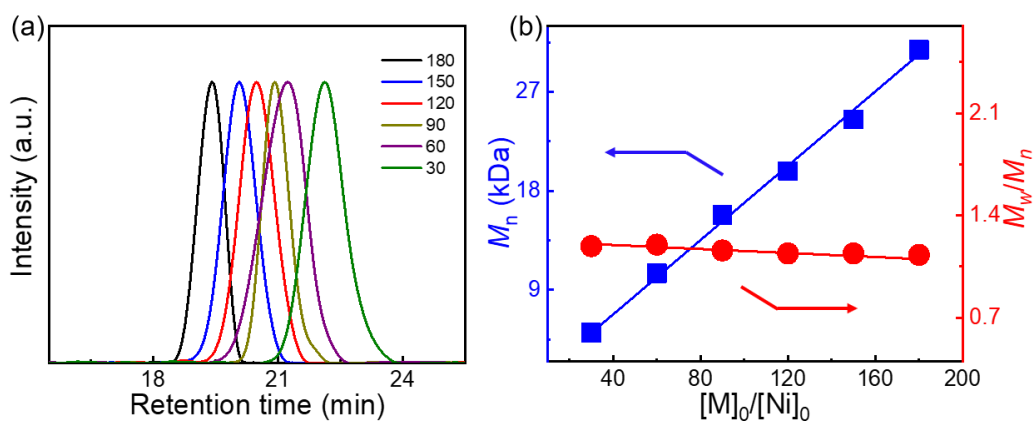 (a)
Intensity (a.u.)
180
150
120
90
60
30
18 21 24
Retention time (min)
(b)
Mn (kDa)
27
18
9
2.1
1.4
0.7
Mw/Mn
40 80 120 160 200
[M]0/[Ni]0